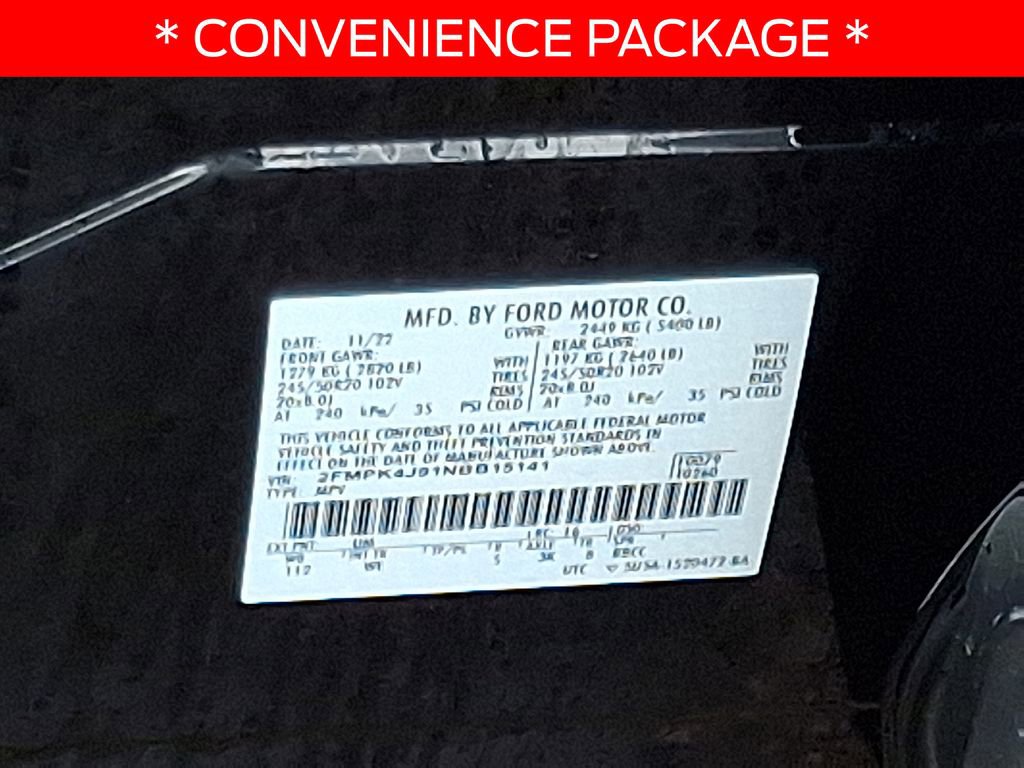 * CONVENIENCE PACKAGE *
MFD. BY FORD MOTOR CO.
DATE: 11/22 GVWR: 2449 KG ( 5400 LB)
FRONT GAWR: REAR GAWR:
1279 KG ( 2820 LB) WITH 1197 KG ( 2640 LB) WITH
245/50R20 102V TIRES 245/50R20 102V TIRES
20x8.0J RIMS 20x8.0J RIMS
AT 240 kPa/ 35 PSI COLD AT 240 kPa/ 35 PSI COLD
THIS VEHICLE CONFORMS TO ALL APPLICABLE FEDERAL MOTOR
VEHICLE SAFETY AND THEFT PREVENTION STANDARDS IN
EFFECT ON THE DATE OF MANUFACTURE SHOWN ABOVE.
VIN:
TYPE: MPV
EXT PNT:
UTC